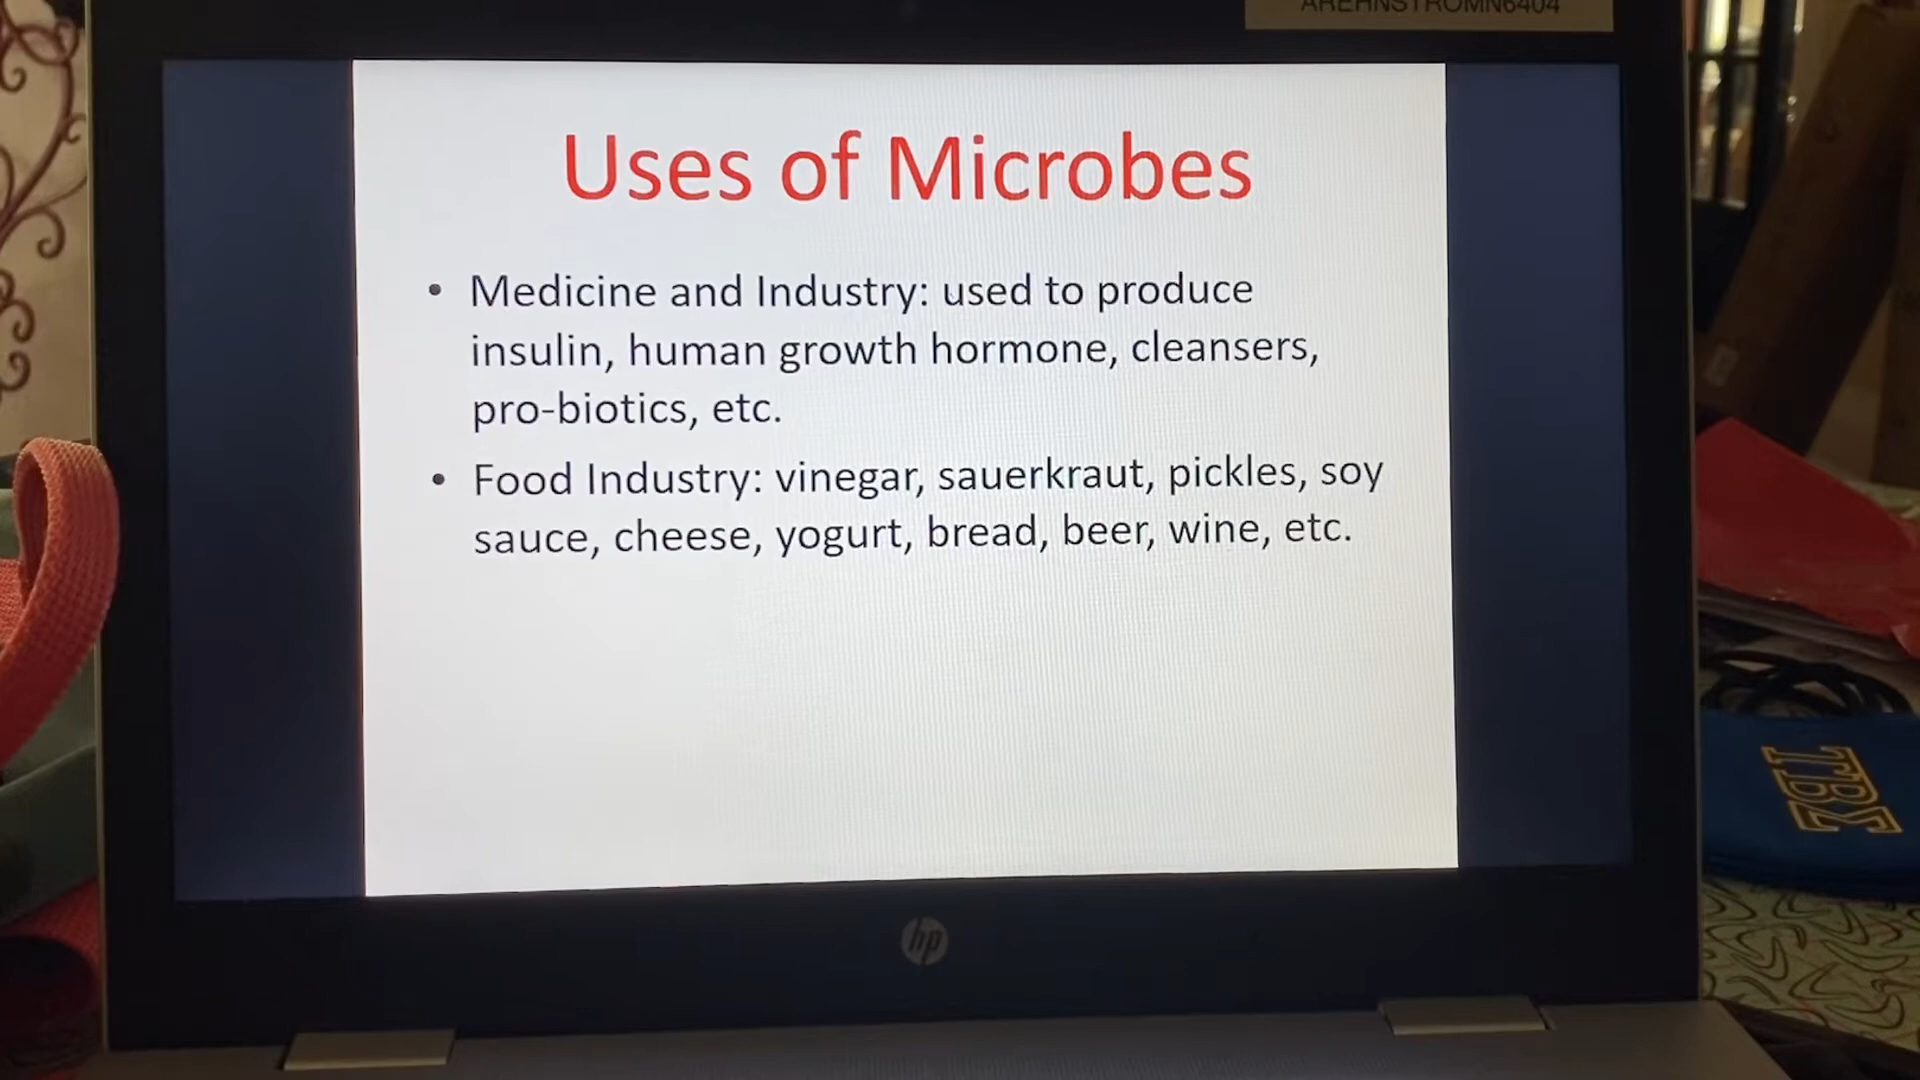 Uses of Microbes
• Medicine and Industry: used to produce
insulin, human growth hormone, cleansers,
pro-biotics, etc.
• Food Industry: vinegar, sauerkraut, pickles, soy
sauce, cheese, yogurt, bread, beer, wine, etc.
hp